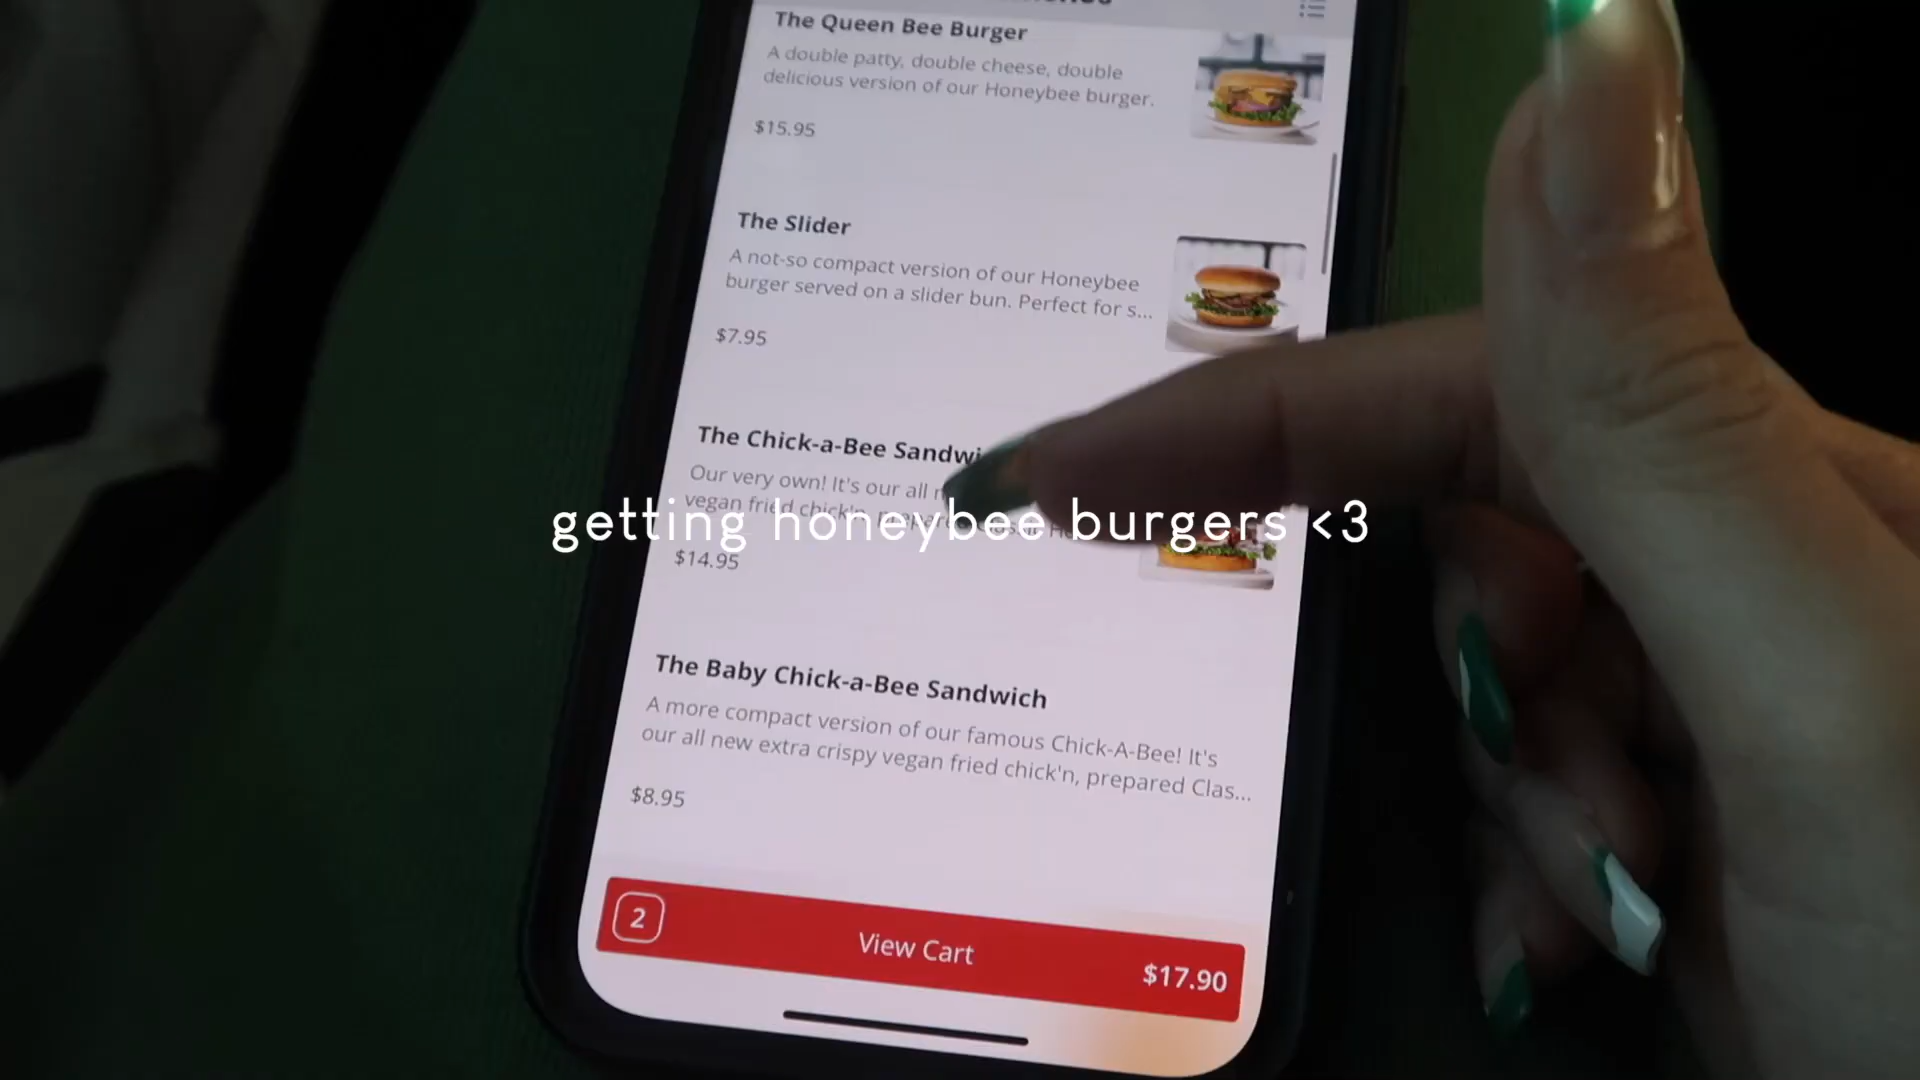 The Queen Bee Burger
A double patty, double cheese, double
delicious version of our Honeybee burger.
$15.95
The Slider
A not-so compact version of our Honeybee
burger served on a slider bun. Perfect for s...
$7.95
The Chick-a-Bee
Our very own! It's our all
vegan fried chick'n,
getting honeybee burgers <3
$14.95
The Baby Chick-a-Bee Sandwich
A more compact version of our famous Chick-A-Bee! It's
our all new extra crispy vegan fried chick'n, prepared Clas...
$8.95
2
View Cart
$17.90